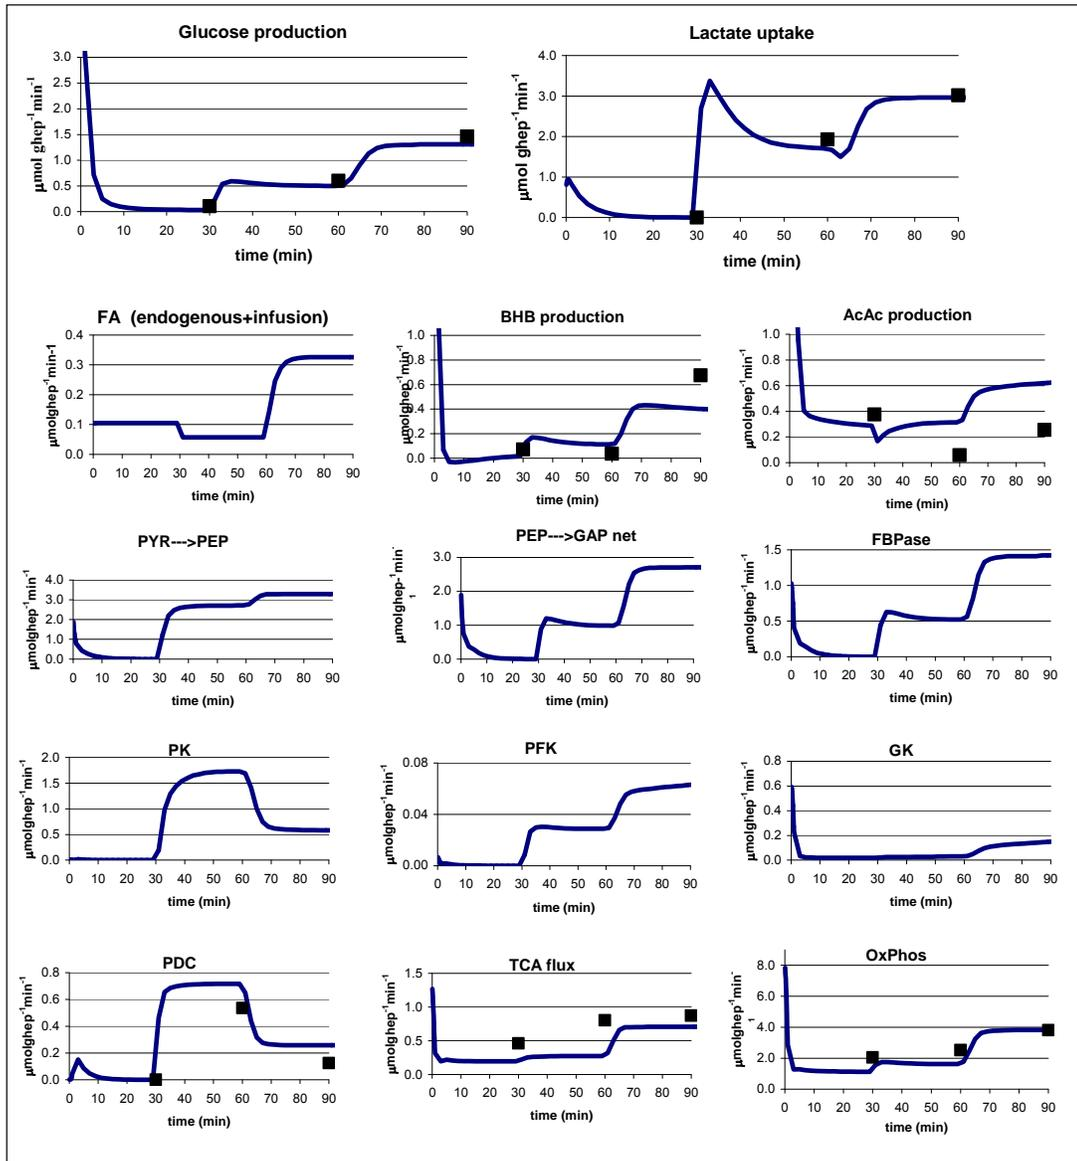 Glucose production
μmol ghep-1min-1
3.0
2.5
2.0
1.5
1.0
0.5
0.0
0 10 20 30 40 50 60 70 80 90
time (min)
Lactate uptake
μmol ghep-1min-1
4.0
3.0
2.0
1.0
0.0
0 10 20 30 40 50 60 70 80 90
time (min)
FA (endogenous+infusion)
μmolghep-1min-1
0.4
0.3
0.2
0.1
0.0
0 10 20 30 40 50 60 70 80 90
time (min)
BHB production
μmolghep-1min-1
1.0
0.8
0.6
0.4
0.2
0.0
0 10 20 30 40 50 60 70 80 90
time (min)
AcAc production
μmolghep-1min-1
1.0
0.8
0.6
0.4
0.2
0.0
0 10 20 30 40 50 60 70 80 90
time (min)
PYR--->PEP
μmolghep-1min-1
4.0
3.0
2.0
1.0
0.0
0 10 20 30 40 50 60 70 80 90
time (min)
PEP--->GAP net
μmolghep-1min-
1
3.0
2.0
1.0
0.0
0 10 20 30 40 50 60 70 80 90
time (min)
FBPase
μmolghep-1min-1
1.5
1.0
0.5
0.0
0 10 20 30 40 50 60 70 80 90
time (min)
PK
μmolghep-1min-1
2.0
1.5
1.0
0.5
0.0
0 10 20 30 40 50 60 70 80 90
time (min)
PFK
μmolghep-1min-1
0.08
0.04
0.00
0 10 20 30 40 50 60 70 80 90
time (min)
GK
μmolghep-1min-1
0.8
0.6
0.4
0.2
0.0
0 10 20 30 40 50 60 70 80 90
time (min)
PDC
μmolghep-1min-1
0.8
0.6
0.4
0.2
0.0
0 10 20 30 40 50 60 70 80 90
time (min)
TCA flux
μmolghep-1min-1
1.5
1.0
0.5
0.0
0 10 20 30 40 50 60 70 80 90
time (min)
OxPhos
μmolghep-1min-
1
8.0
6.0
4.0
2.0
0.0
0 10 20 30 40 50 60 70 80 90
time (min)